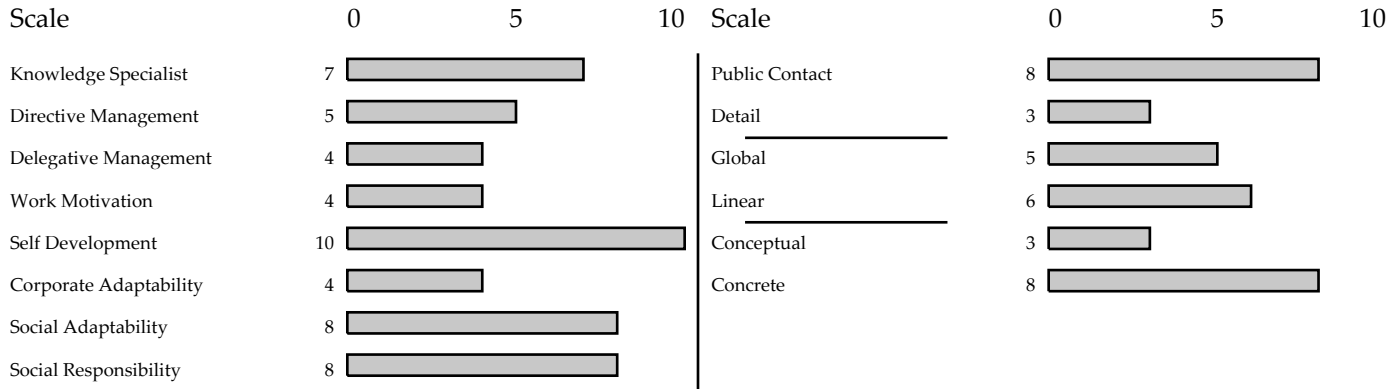 Scale 0 5 10
Knowledge Specialist 7
Directive Management 5
Delegative Management 4
Work Motivation 4
Self Development 10
Corporate Adaptability 4
Social Adaptability 8
Social Responsibility 8
Scale 0 5 10
Public Contact 8
Detail 3
Global 5
Linear 6
Conceptual 3
Concrete 8